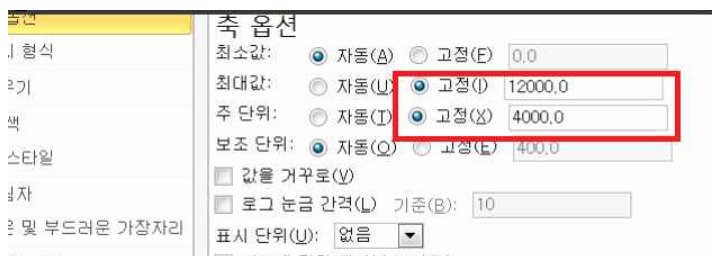 옵션
축 옵션
형식
최소값: 자동(A) 고정(F) 0,0
최대값: 자동(U) 고정(I) 12000,0
주 단위: 자동(T) 고정(X) 4000,0
보조 단위: 자동(O) 고정(E) 400,0
스타일
값을 거꾸로(V)
로그 눈금 간격(L) 기준(B): 10
및 부드러운 가장자리
표시 단위(U): 없음